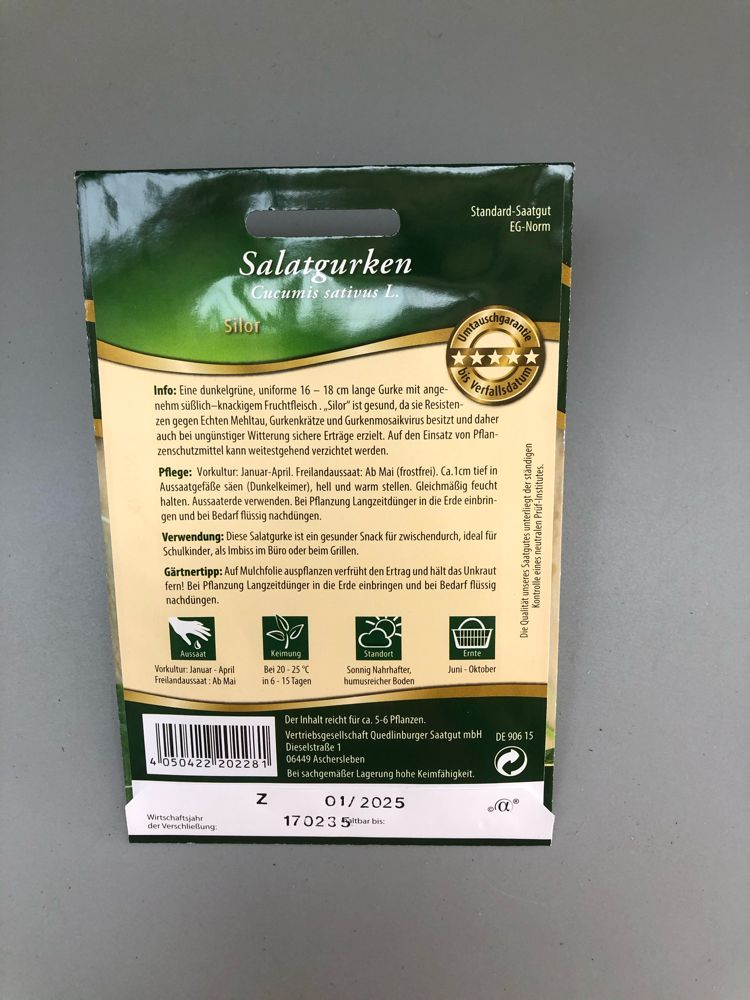 Standard-Saatgut
EG-Norm
Salatgurken
Cucumis sativus L.
Silor
Umtauschgarantie
bis Verfallsdatum
Info: Eine dunkelgrüne, uniforme 16 – 18 cm lange Gurke mit ange-
nehm süßlich–knackigem Fruchtfleisch . „Silor“ ist gesund, da sie Resisten-
zen gegen Echten Mehltau, Gurkenkrätze und Gurkenmosaikvirus besitzt und daher
auch bei ungünstiger Witterung sichere Erträge erzielt. Auf den Einsatz von Pflan-
zenschutzmittel kann weitestgehend verzichtet werden.
Pflege: Vorkultur: Januar-April. Freilandaussaat: Ab Mai (frostfrei). Ca.1cm tief in
Aussaatgefäße säen (Dunkelkeimer), hell und warm stellen. Gleichmäßig feucht
halten. Aussaaterde verwenden. Bei Pflanzung Langzeitdünger in die Erde einbrin-
gen und bei Bedarf flüssig nachdüngen.
Verwendung: Diese Salatgurke ist ein gesunder Snack für zwischendurch, ideal für
Schulkinder, als Imbiss im Büro oder beim Grillen.
Gärtnertipp: Auf Mulchfolie auspflanzen verfrüht den Ertrag und hält das Unkraut
fern! Bei Pflanzung Langzeitdünger in die Erde einbringen und bei Bedarf flüssig
nachdüngen.
Die Qualität unseres Saatgutes unterliegt der ständigen
Kontrolle eines neutralen Prüf-Institutes.
Aussaat
Vorkultur: Januar - April
Freilandaussaat : Ab Mai
Keimung
Bei 20 - 25 °C
in 6 - 15 Tagen
Standort
Sonnig Nahrhafter,
humusreicher Boden
Ernte
Juni - Oktober
4 050422 202281
Der Inhalt reicht für ca. 5-6 Pflanzen.
Vertriebsgesellschaft Quedlinburger Saatgut mbH
Dieselstraße 1
06449 Aschersleben
Bei sachgemäßer Lagerung hohe Keimfähigkeit.
DE 906 15
Z 01/2025
Wirtschaftsjahr
der Verschließung:
170235
ltbar bis:
©α®